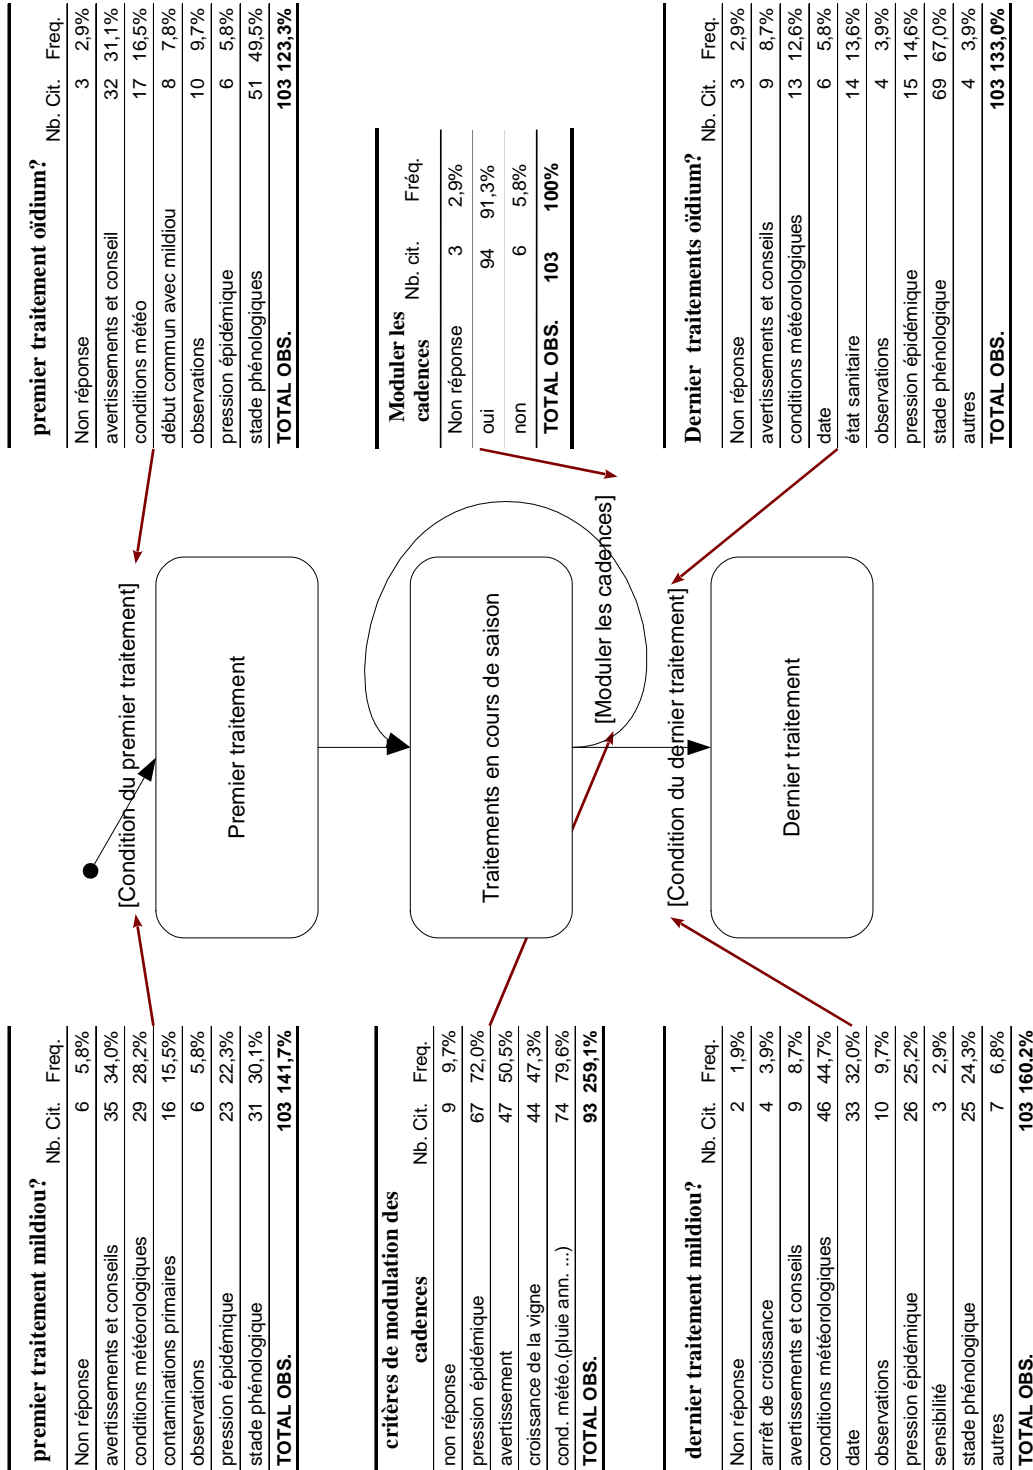 premier traitement mildiou?
Nb. Cit. Freq.
Non réponse 6 5,8%
avertissements et conseils 35 34,0%
conditions météorologiques 29 28,2%
contaminations primaires 16 15,5%
observations 6 5,8%
pression épidémique 23 22,3%
stade phénologique 31 30,1%
TOTAL OBS. 103 141,7%
premier traitement oïdium?
Nb. Cit. Freq.
Non réponse 3 2,9%
avertissements et conseil 32 31,1%
conditions météo 17 16,5%
début commun avec mildiou 8 7,8%
observations 10 9,7%
pression épidémique 6 5,8%
stade phénologiques 51 49,5%
TOTAL OBS. 103 123,3%
[Condition du premier traitement]
Premier traitement
critères de modulation des
cadences
Nb. Cit. Freq.
non réponse 9 9,7%
pression épidémique 67 72,0%
avertissement 47 50,5%
croissance de la vigne 44 47,3%
cond. météo.(pluie ann. ...) 74 79,6%
TOTAL OBS. 93 259,1%
Traitements en cours de saison
[Moduler les cadences]
Moduler les
cadences
Nb. cit. Fréq.
Non réponse 3 2,9%
oui 94 91,3%
non 6 5,8%
TOTAL OBS. 103 100%
dernier traitement mildiou?
Nb. Cit. Freq.
Non réponse 2 1,9%
arrrêt de croissance 4 3,9%
avertissements et conseils 9 8,7%
conditions météorologiques 46 44,7%
date 33 32,0%
observations 10 9,7%
pression épidémique 26 25,2%
sensibilité 3 2,9%
stade phénologique 25 24,3%
autres 7 6,8%
TOTAL OBS. 103 160,2%
[Condition du dernier traitement]
Dernier traitement
Dernier traitements oïdium?
Nb. Cit. Freq.
Non réponse 3 2,9%
avertissements et conseils 9 8,7%
conditions météorologiques 13 12,6%
date 6 5,8%
état sanitaire 14 13,6%
observations 4 3,9%
pression épidémique 15 14,6%
stade phénologique 69 67,0%
autres 4 3,9%
TOTAL OBS. 103 133,0%